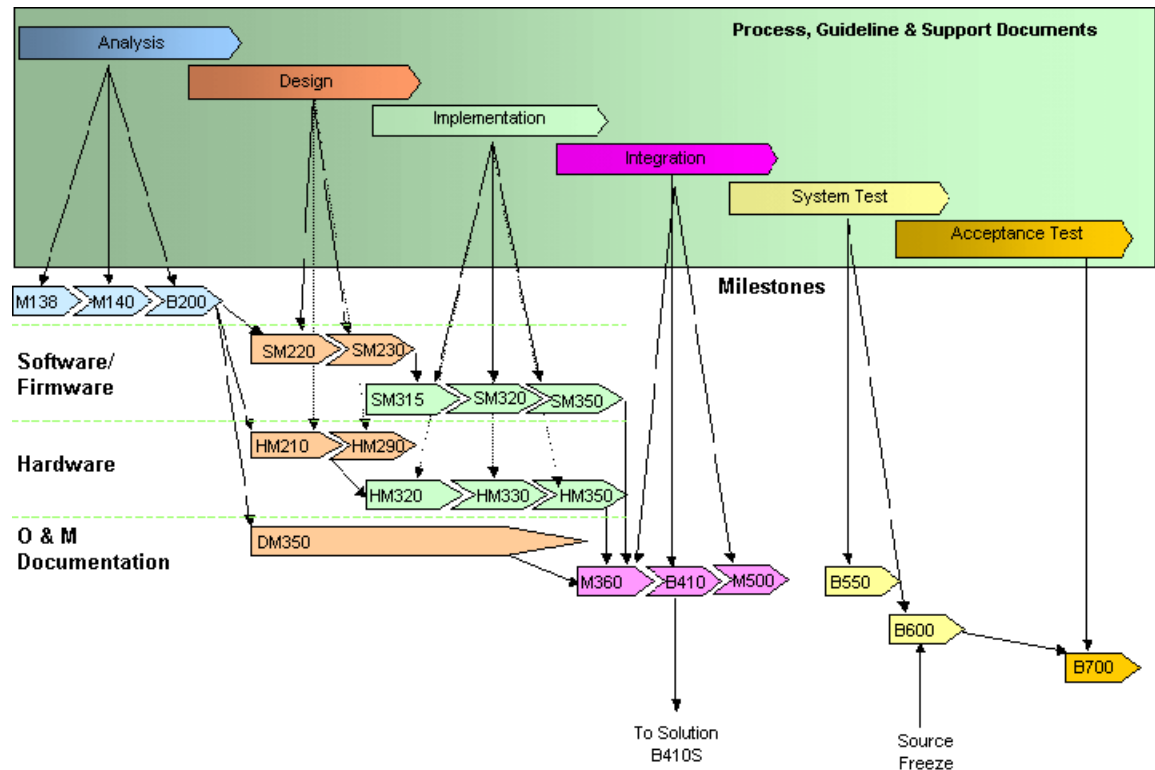 Process, Guideline & Support Documents
Analysis
Design
Implementation
Integration
System Test
Acceptance Test
Milestones
M138
M140
B200
Software/
Firmware
SM220
SM230
SM315
SM320
SM350
Hardware
HM210
HM290
HM320
HM330
HM350
O & M
Documentation
DM350
M360
B410
M500
B550
B600
B700
To Solution
B410S
Source
Freeze